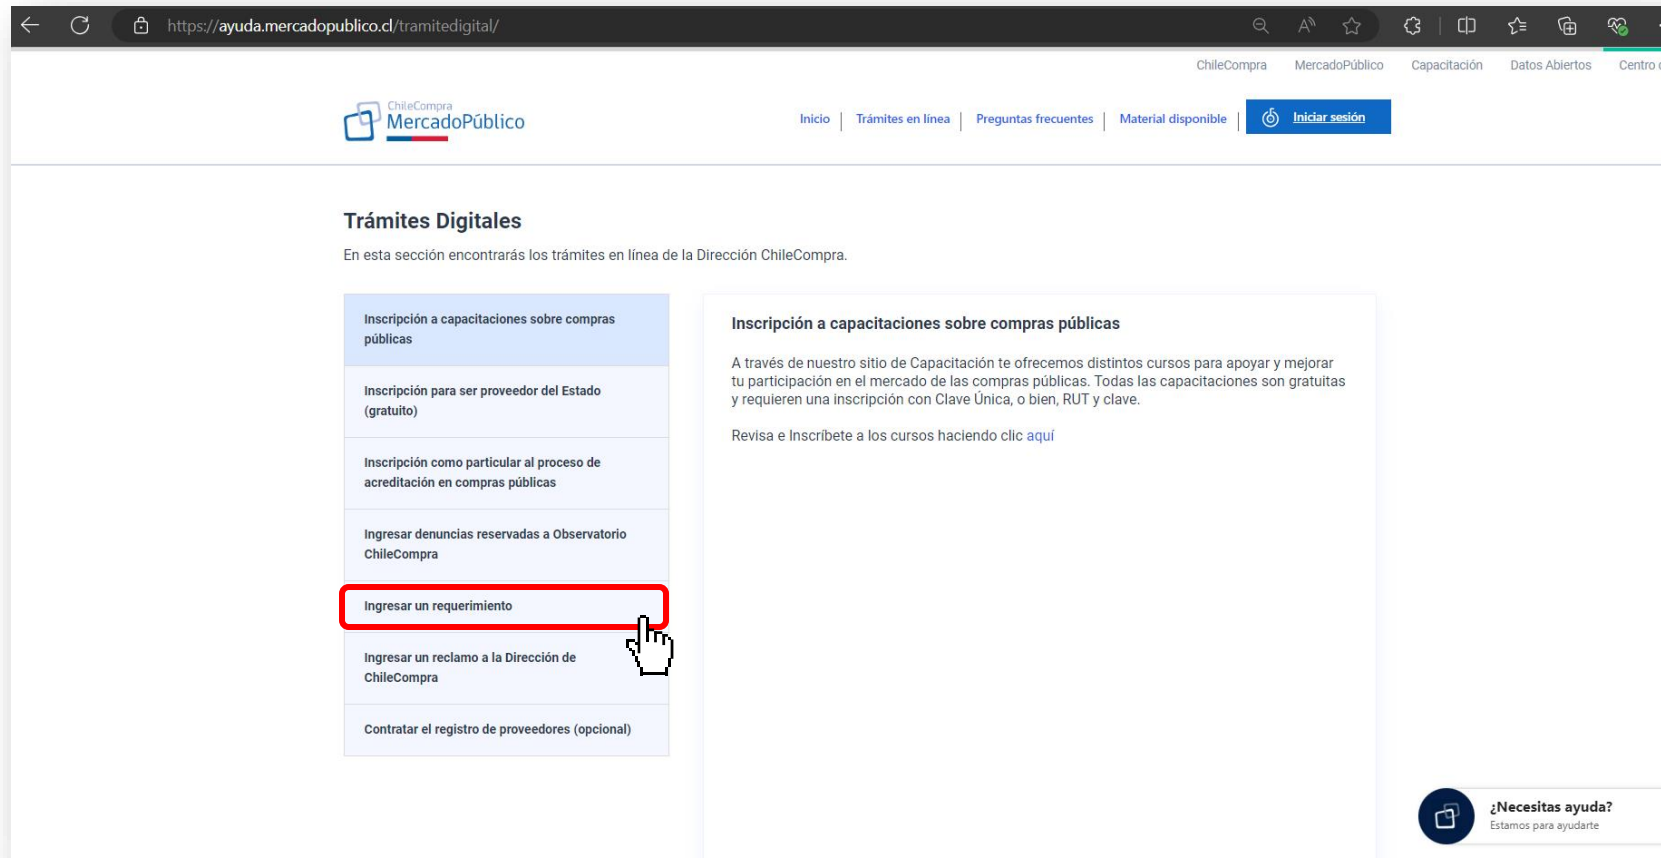 https://ayuda.mercadopublico.cl/tramitedigital/
ChileCompra MercadoPúblico Capacitación Datos Abiertos Centro
ChileCompra
MercadoPúblico
Inicio | Trámites en línea | Preguntas frecuentes | Material disponible | Iniciar sesión
Trámites Digitales
En esta sección encontrarás los trámites en línea de la Dirección ChileCompra.
Inscripción a capacitaciones sobre compras
públicas
Inscripción para ser proveedor del Estado
(gratuito)
Inscripción como particular al proceso de
acreditación en compras públicas
Ingresar denuncias reservadas a Observatorio
ChileCompra
Ingresar un requerimiento
Ingresar un reclamo a la Dirección de
ChileCompra
Contratar el registro de proveedores (opcional)
Inscripción a capacitaciones sobre compras públicas
A través de nuestro sitio de Capacitación te ofrecemos distintos cursos para apoyar y mejorar
tu participación en el mercado de las compras públicas. Todas las capacitaciones son gratuitas
y requieren una inscripción con Clave Única, o bien, RUT y clave.
Revisa e Inscríbete a los cursos haciendo clic aquí
¿Necesitas ayuda?
Estamos para ayudarte